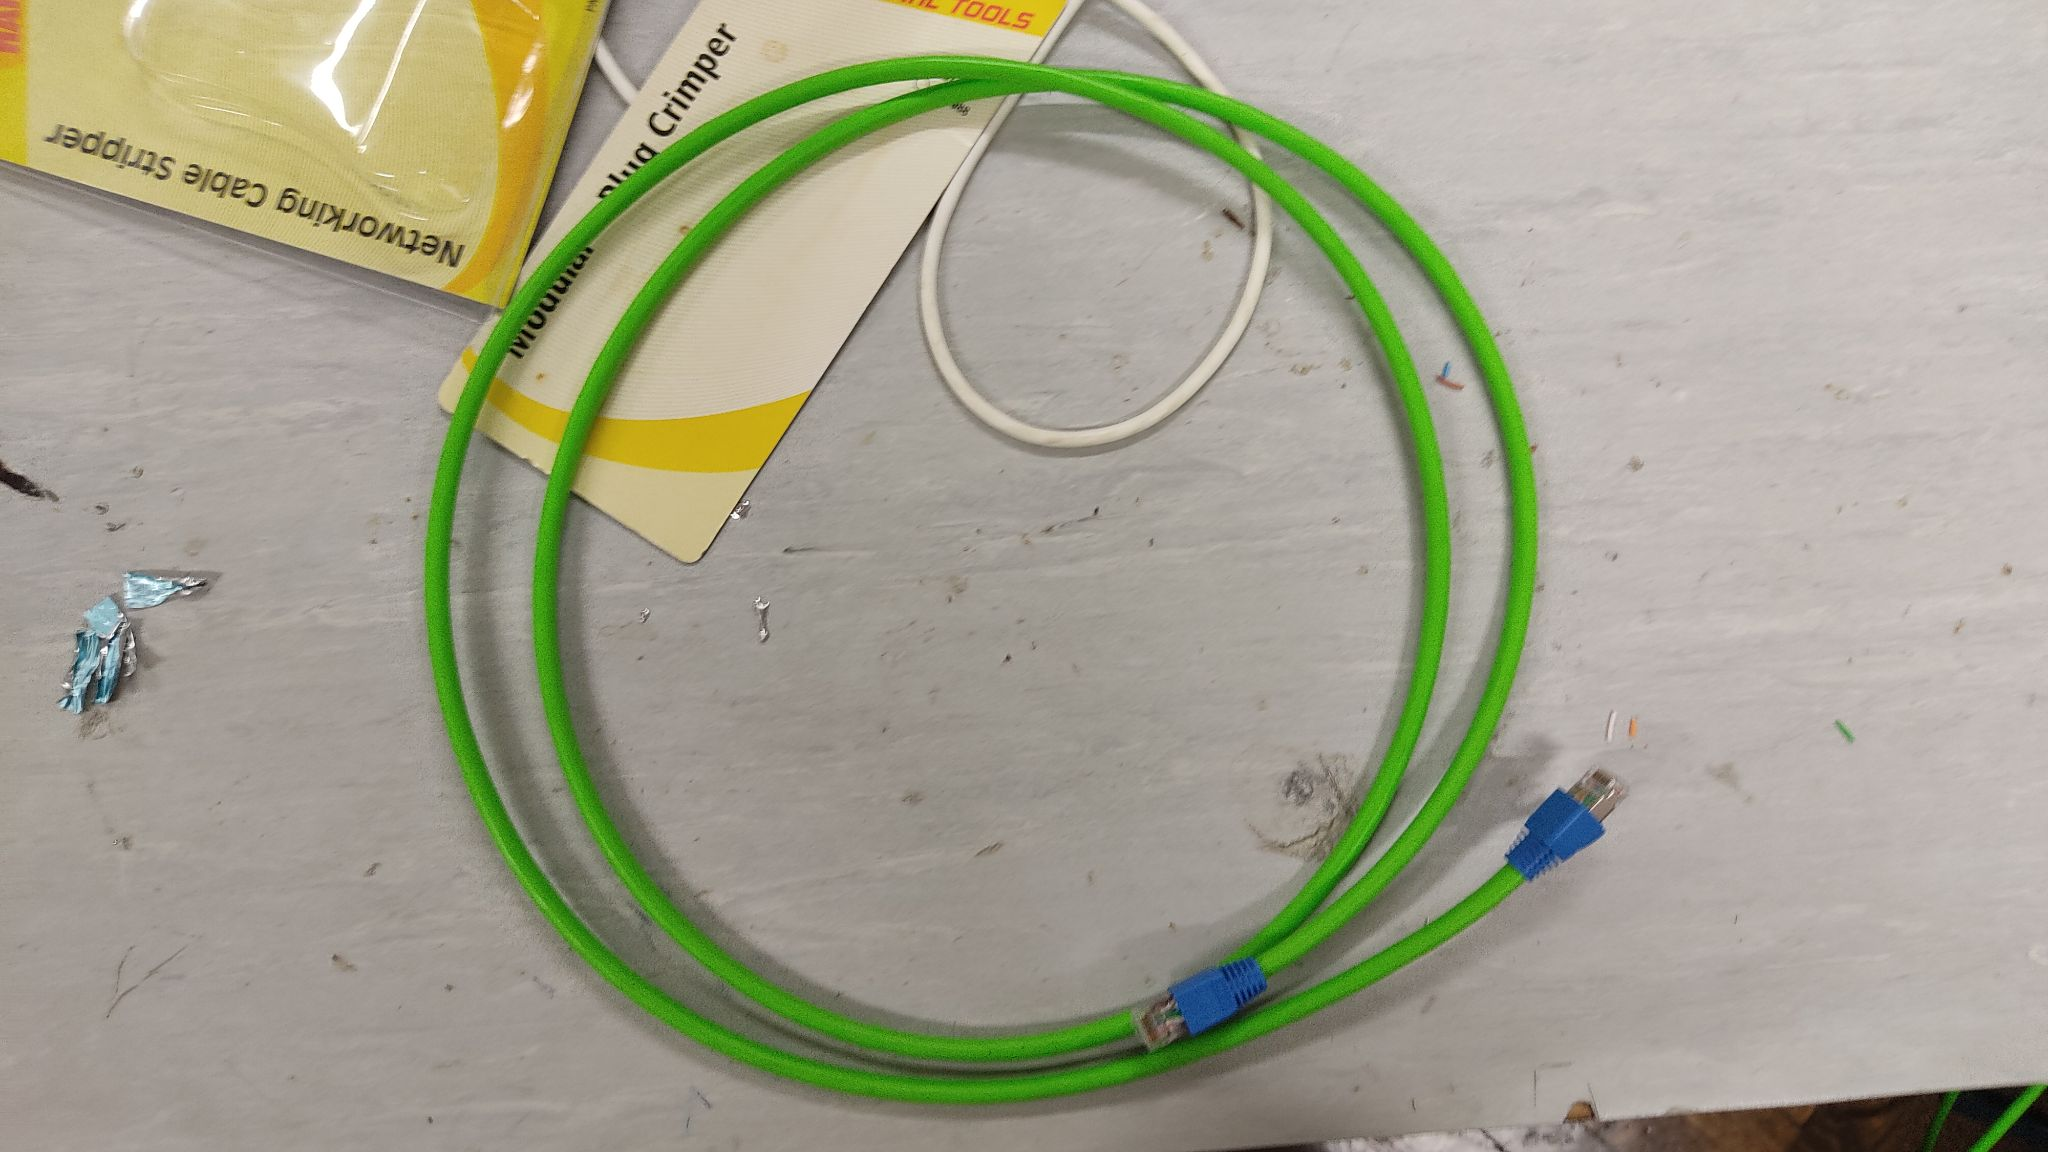 TOOLS
Modular Plug Crimper
Networking Cable Stripper